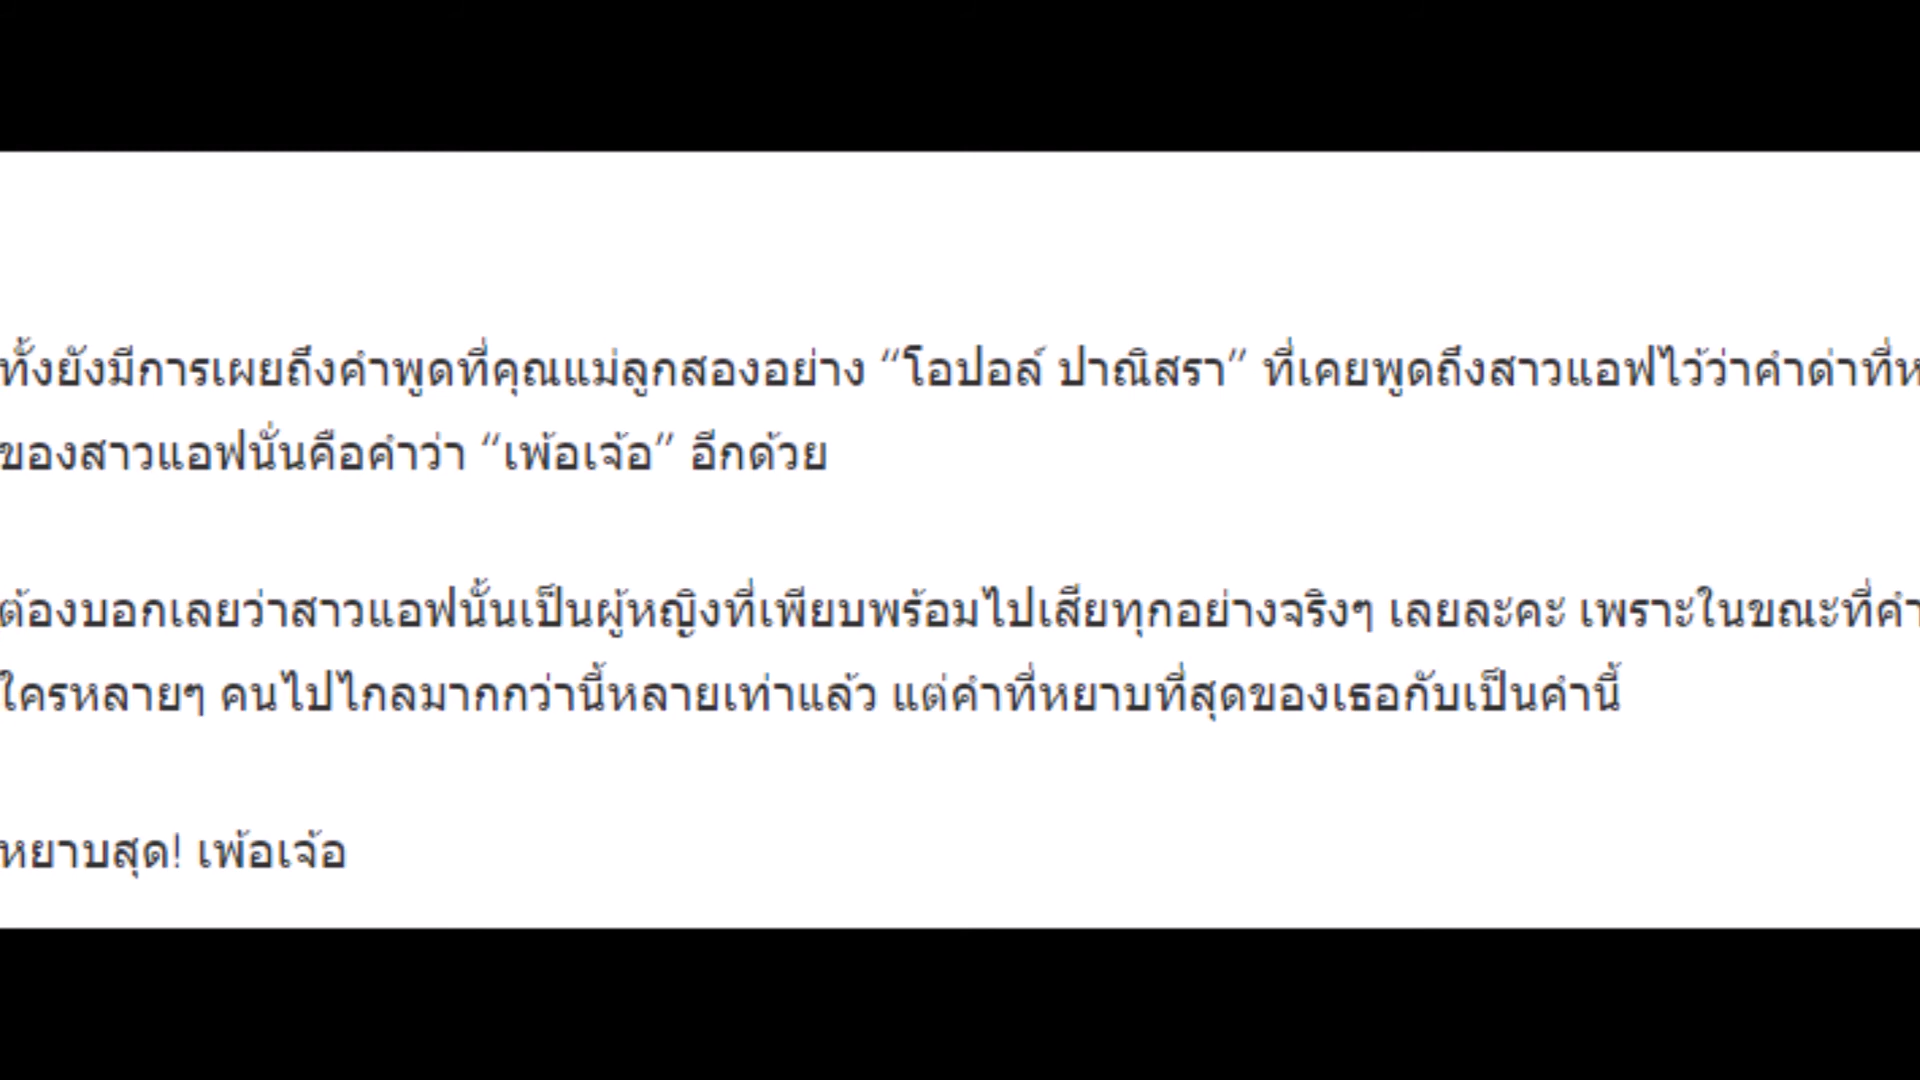 ทั้งยังมีการเผยถึงคำพูดที่คุณแม่ลูกสองอย่าง “โอปอล์ ปาณิสรา” ที่เคยพูดถึงสาวแอฟไว้ว่าคำด่าที่ห
ของสาวแอฟนั่นคือคำว่า “เพ้อเจ้อ” อีกด้วย
ต้องบอกเลยว่าสาวแอฟนั้นเป็นผู้หญิงที่เพียบพร้อมไปเสียทุกอย่างจริงๆ เลยละคะ เพราะในขณะที่คำ
ใครหลายๆ คนไปไกลมากกว่านี้หลายเท่าแล้ว แต่คำที่หยาบที่สุดของเธอกับเป็นคำนี้
หยาบสุด! เพ้อเจ้อ